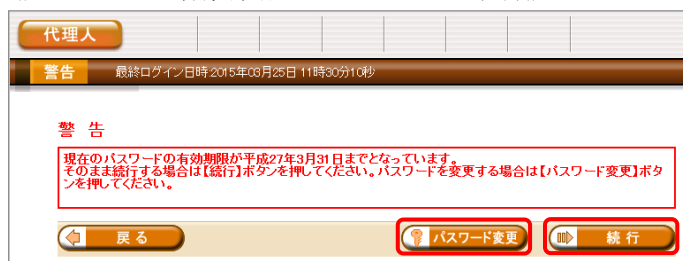 代理人
警告 最終ログイン日時 2015年03月25日 11時30分10秒
警 告
現在のパスワードの有効期限が平成27年3月31日までとなっています。
そのまま続行する場合は【続行】ボタンを押してください。パスワードを変更する場合は【パスワード変更】ボタ
ンを押してください。
戻 る パスワード変更 続 行